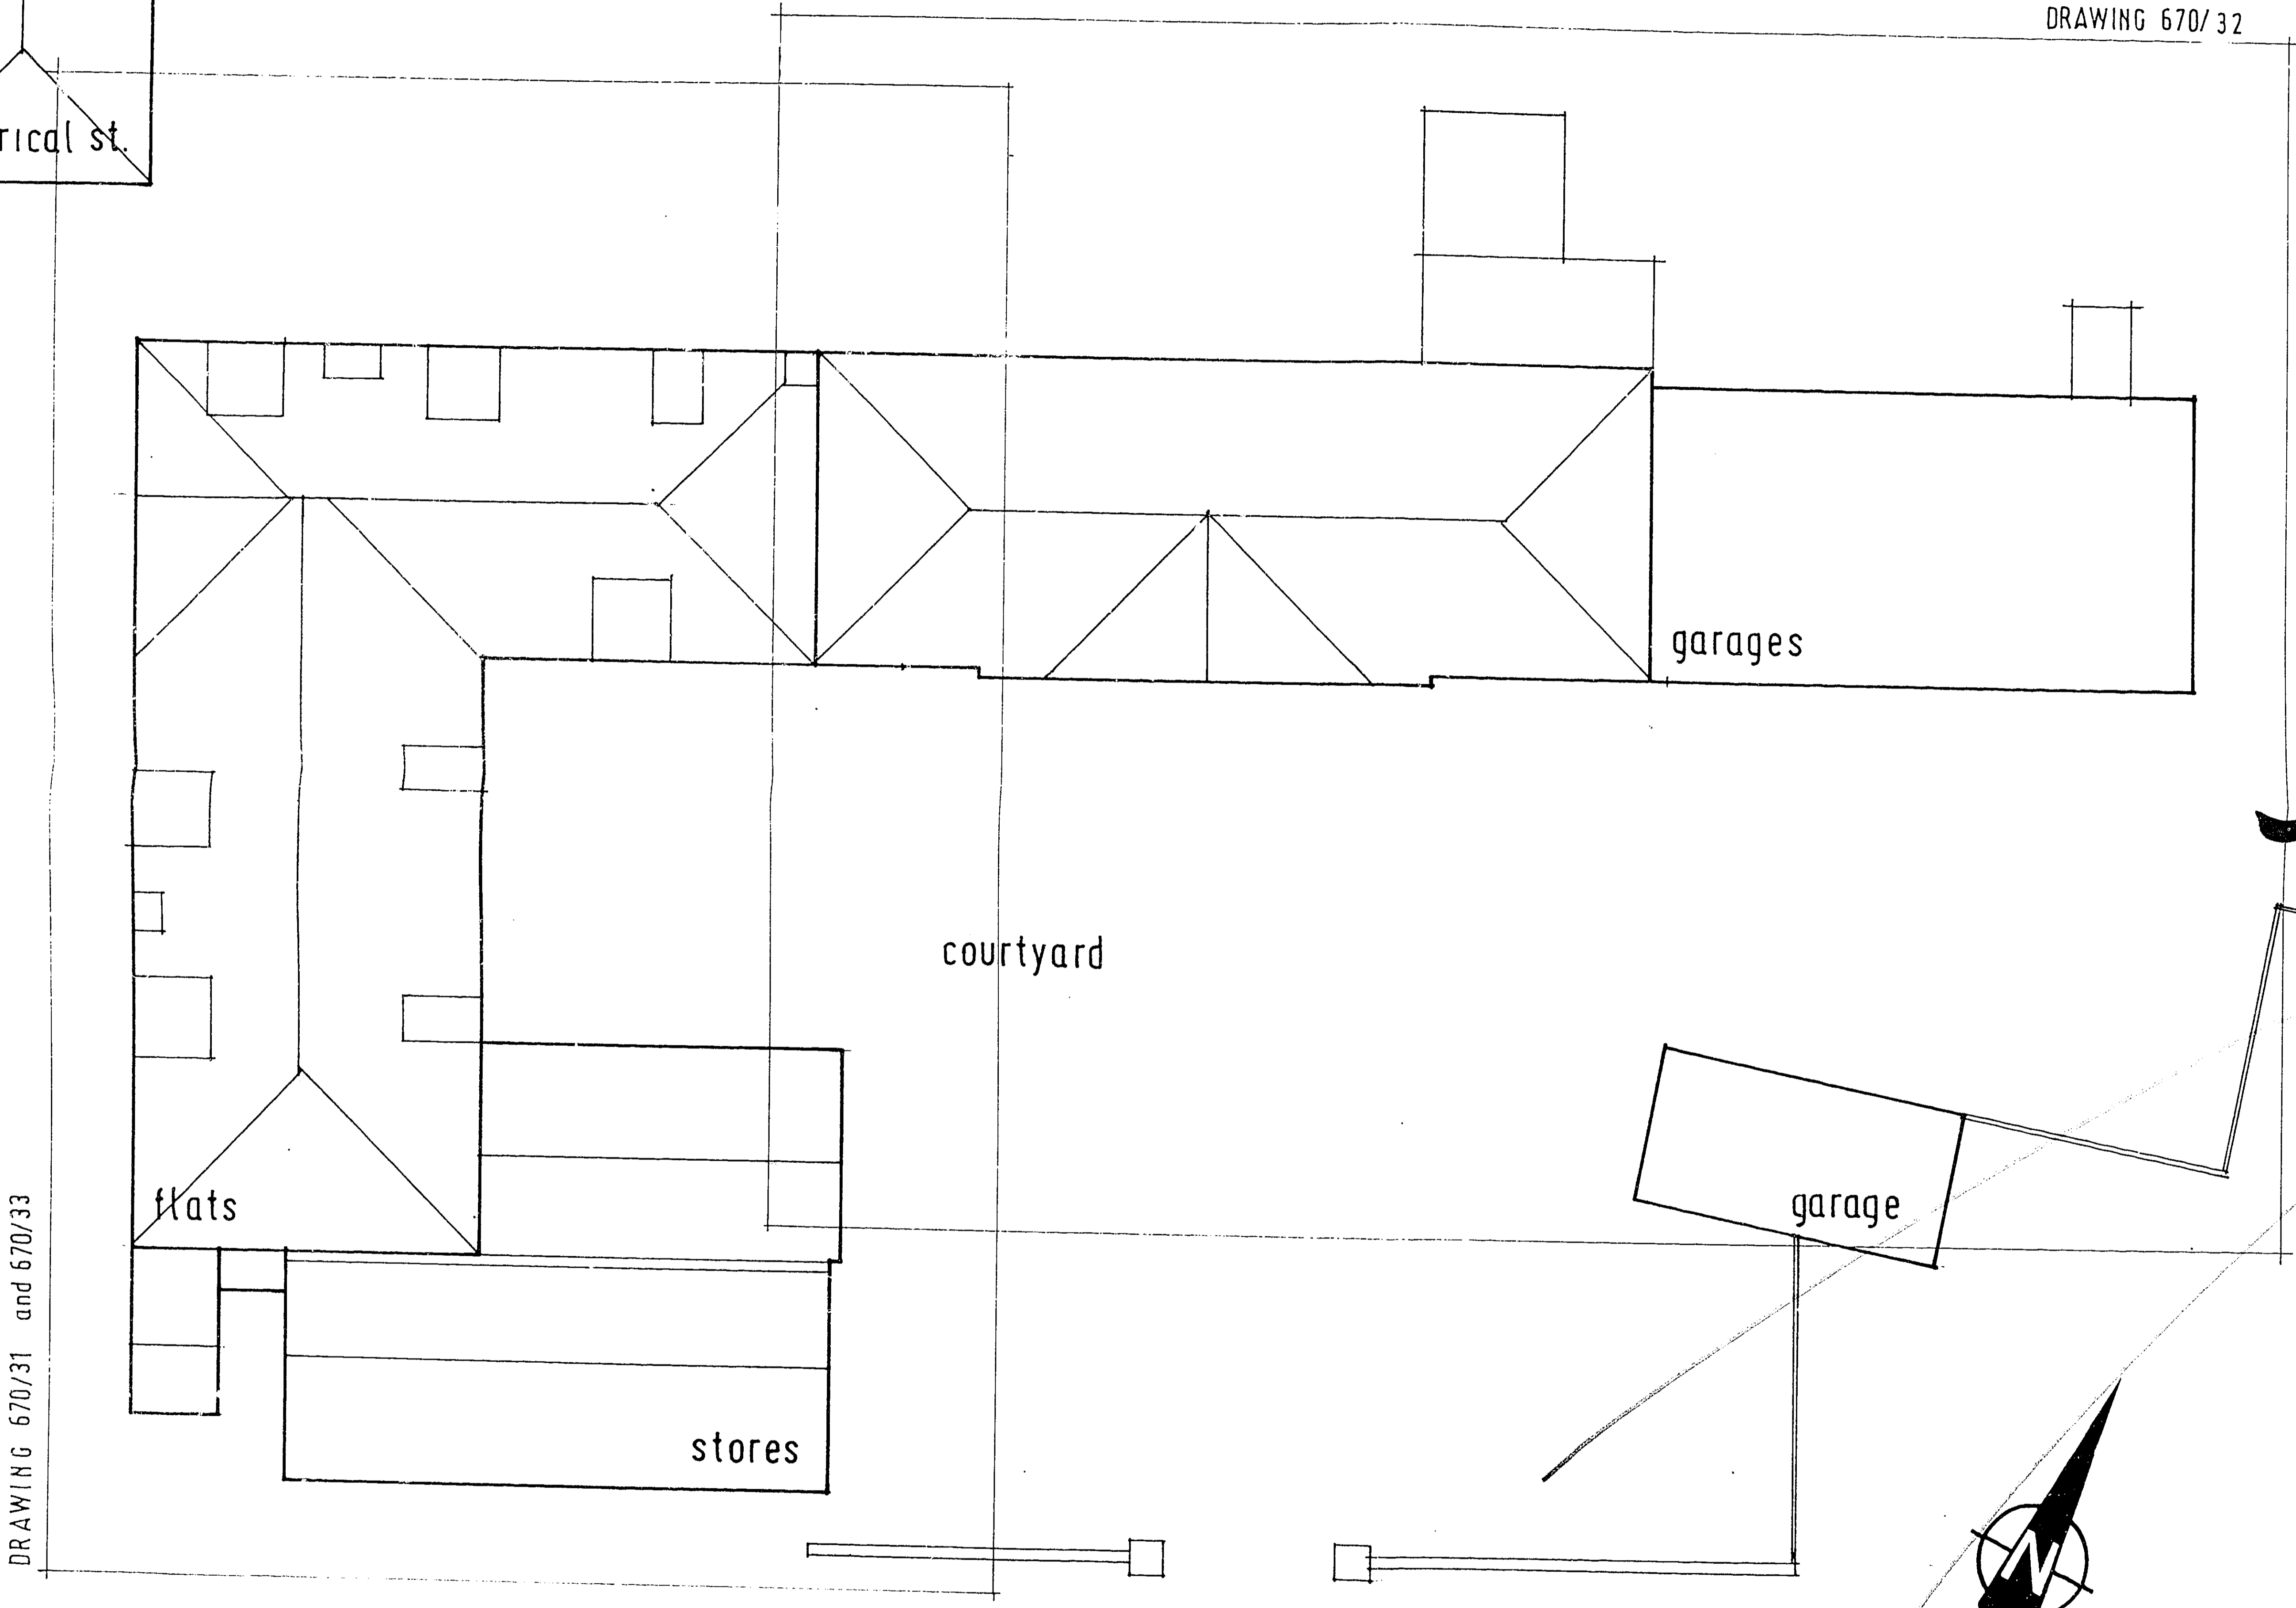 DRAWING 670/32
rical st.
garages
courtyard
flats
garage
stores
DRAWING 670/31 and 670/33
N